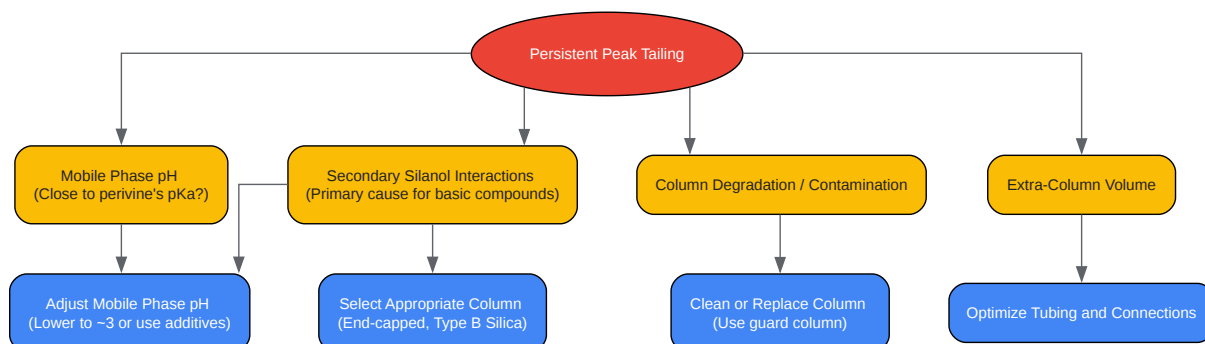 Persistent Peak Tailing
Mobile Phase pH
(Close to perivine's pKa?)
Secondary Silanol Interactions
(Primary cause for basic compounds)
Column Degradation / Contamination
Extra-Column Volume
Adjust Mobile Phase pH
(Lower to ~3 or use additives)
Select Appropriate Column
(End-capped, Type B Silica)
Clean or Replace Column
(Use guard column)
Optimize Tubing and Connections